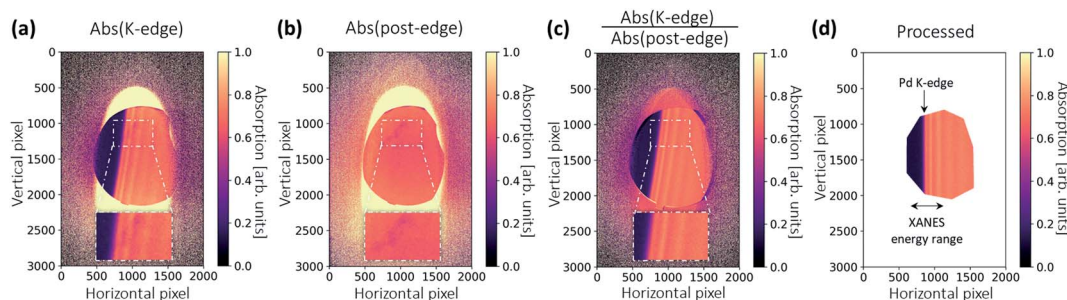 (a)
Abs(K-edge)
0
500
1000
1500
2000
2500
3000
Vertical pixel
0 500 1000 1500 2000
Horizontal pixel
1.0
0.8
0.6
0.4
0.2
0.0
Absorption [arb. units]
(b)
Abs(post-edge)
0
500
1000
1500
2000
2500
3000
Vertical pixel
0 500 1000 1500 2000
Horizontal pixel
1.0
0.8
0.6
0.4
0.2
0.0
Absorption [arb. units]
(c)
Abs(K-edge)
Abs(post-edge)
0
500
1000
1500
2000
2500
3000
Vertical pixel
0 500 1000 1500 2000
Horizontal pixel
1.0
0.8
0.6
0.4
0.2
0.0
Absorption [arb. units]
(d)
Processed
0
500
1000
1500
2000
2500
3000
Vertical pixel
Pd K-edge
XANES
energy range
0 500 1000 1500 2000
Horizontal pixel
1.0
0.8
0.6
0.4
0.2
0.0
Absorption [arb. units]